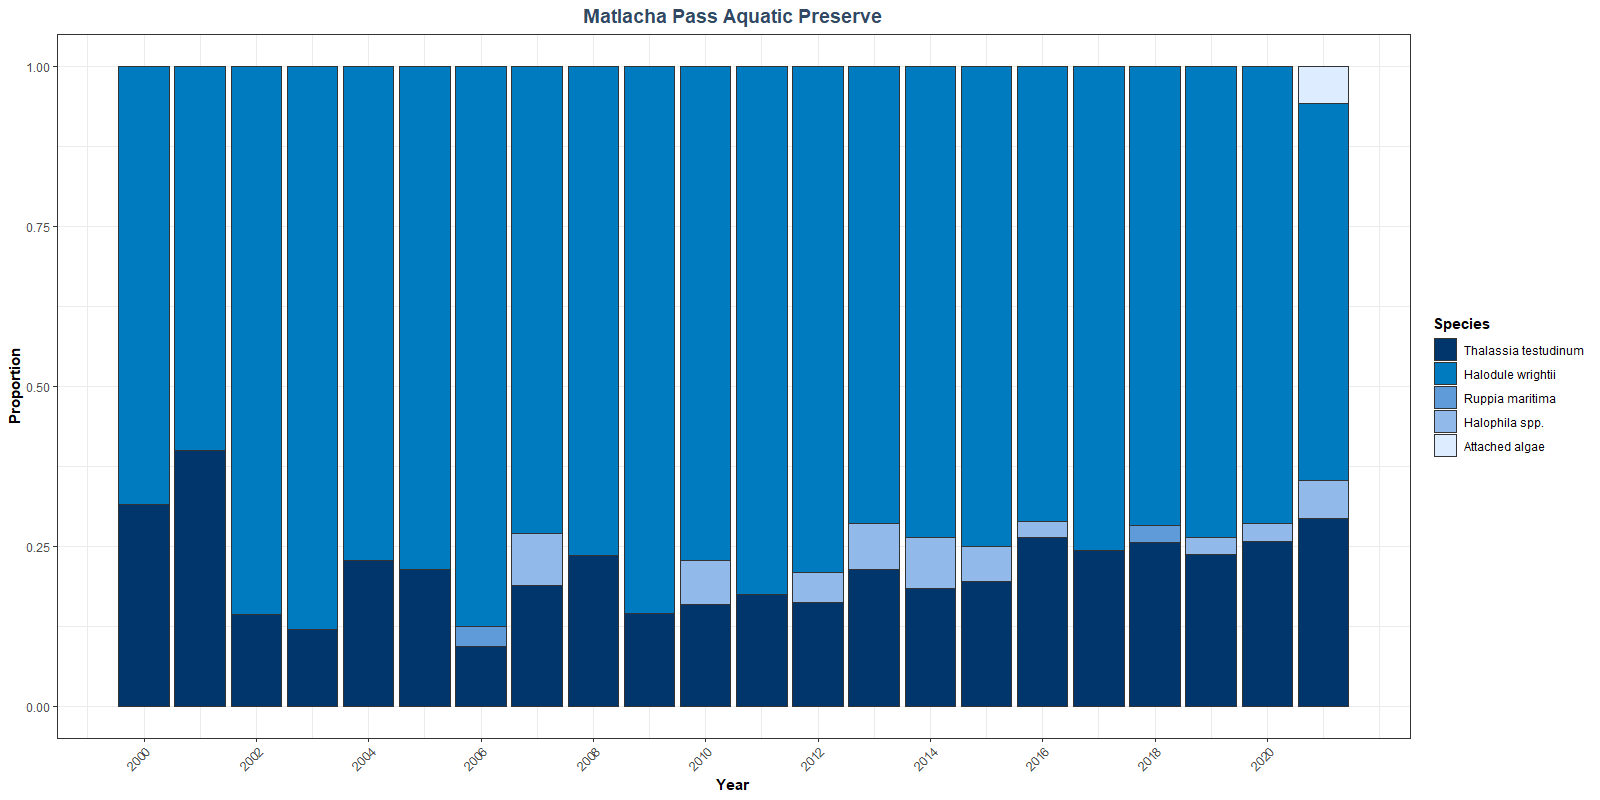 Matlacha Pass Aquatic Preserve
1.00
0.75
0.50
0.25
0.00
Proportion
2000
2002
2004
2006
2008
2010
2012
2014
2016
2018
2020
Year
Species
Thalassia testudinum
Halodule wrightii
Ruppia maritima
Halophila spp.
Attached algae